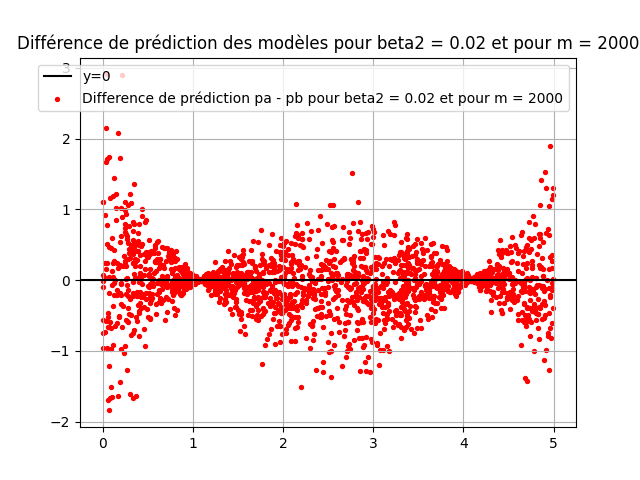 Différence de prédiction des modèles pour beta2 = 0.02 et pour m = 2000
y=0
Difference de prédiction pa - pb pour beta2 = 0.02 et pour m = 2000
3
2
1
0
−1
−2
0 1 2 3 4 5